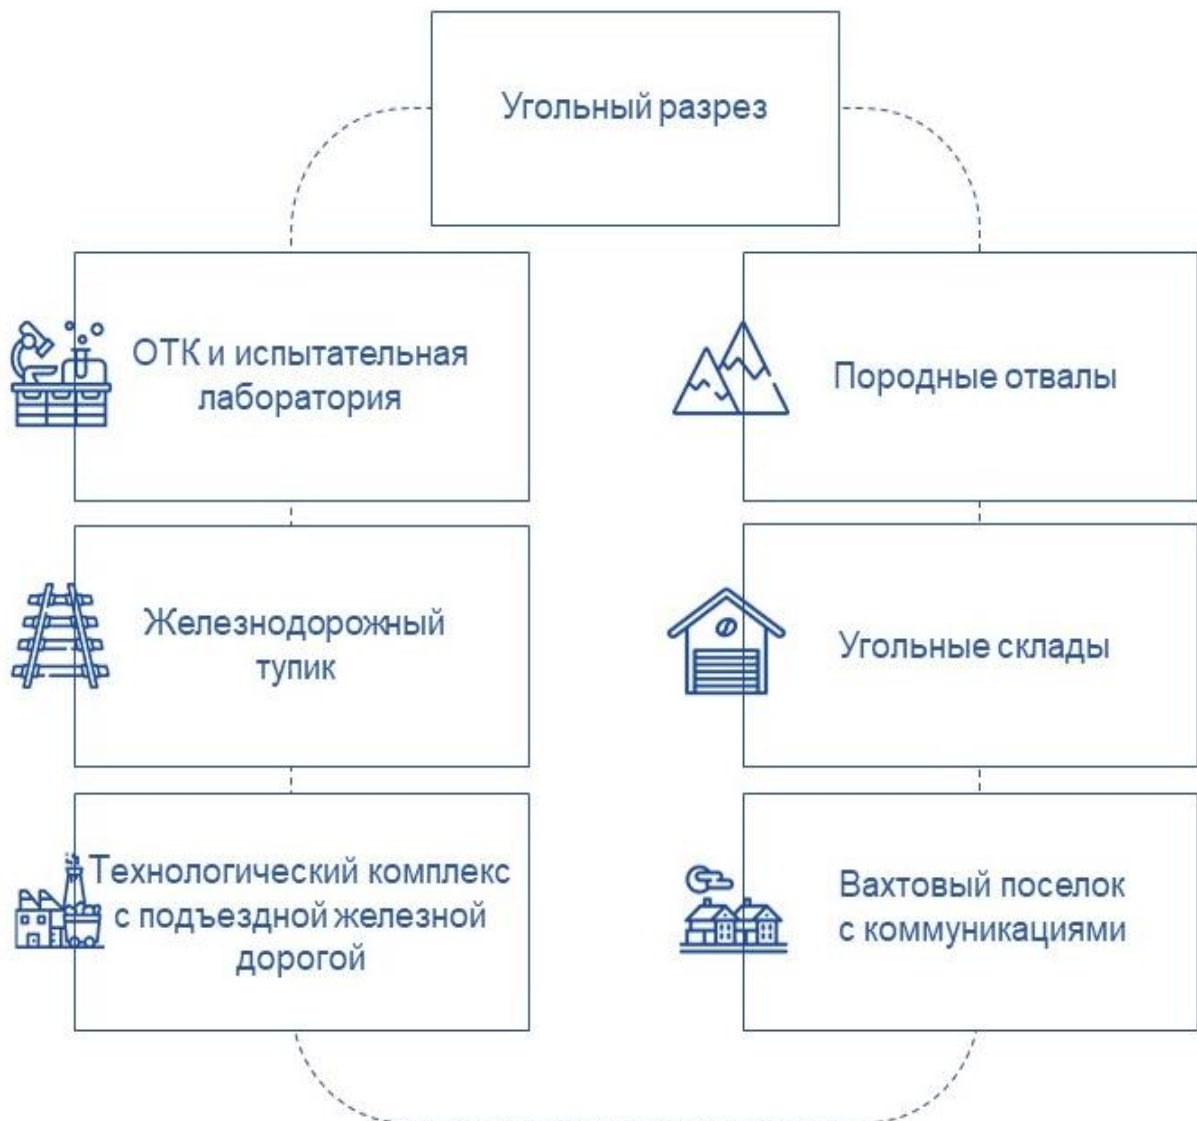 Угольный разрез
ОТК и испытательная
лаборатория
Породные отвалы
Железнодорожный
тупик
Угольные склады
Технологический комплекс
с подъездной железной
дорогой
Вахтовый поселок
с коммуникациями